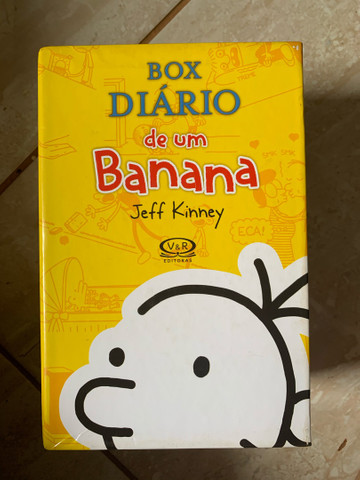 BOX
DIÁRIO
de um
Banana
Jeff Kinney
V&R
EDITORAS
ECA!